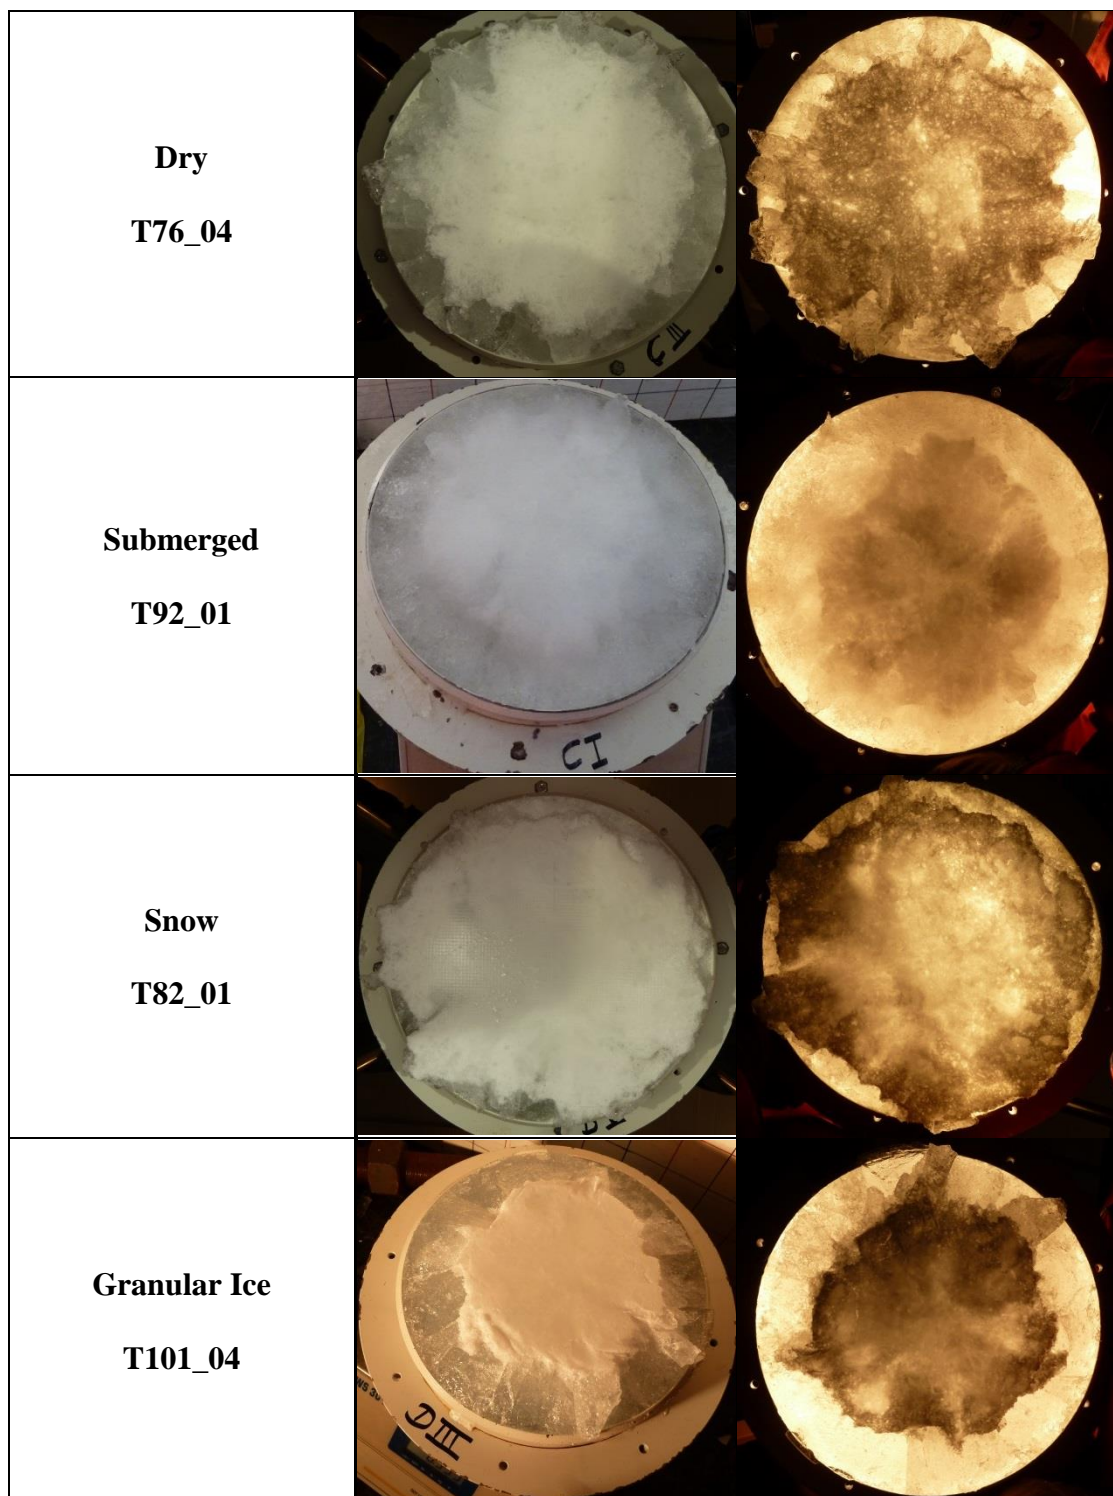 Dry
T76_04
Submerged
T92_01
CI
Snow
T82_01
Granular Ice
T101_04
DIII